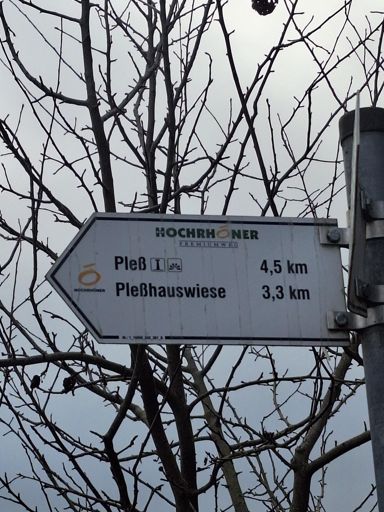 HOCHRHÖNER
PREMIUMWEG
Pleß 4,5 km
Pleßhauswiese 3,3 km
HOCHRHÖNER